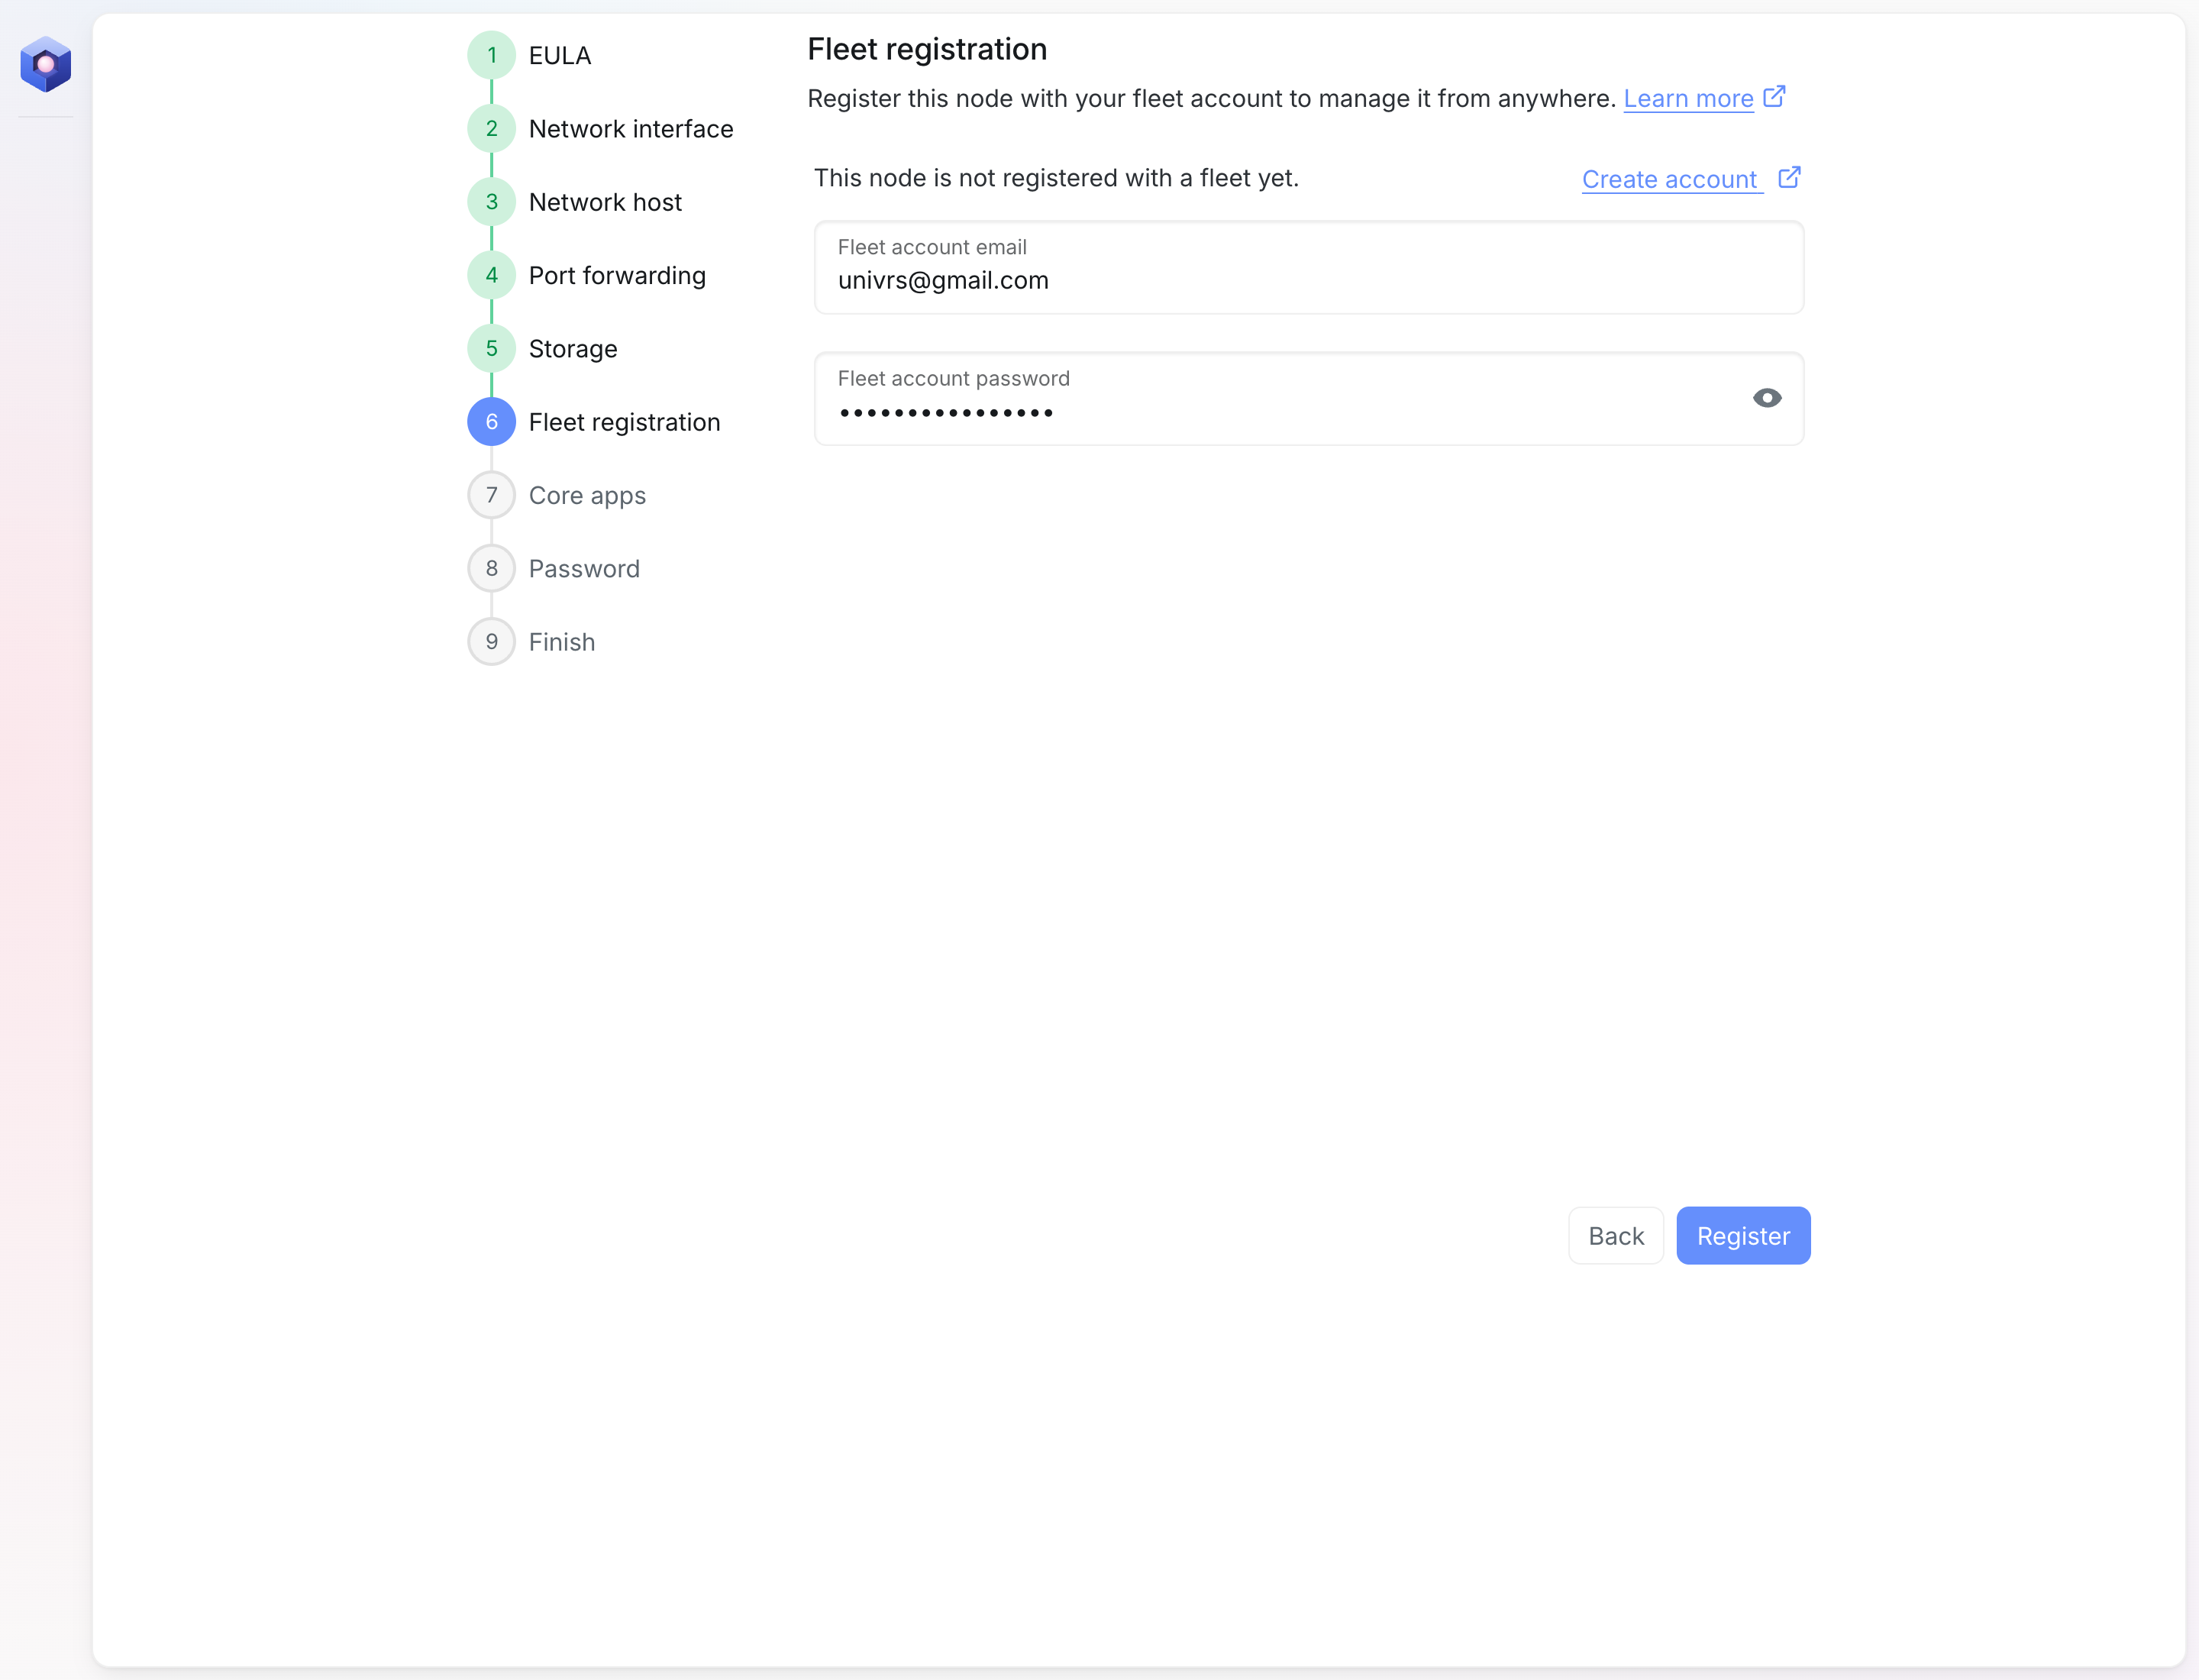 1 EULA
2 Network interface
3 Network host
4 Port forwarding
5 Storage
6 Fleet registration
7 Core apps
8 Password
9 Finish
Fleet registration
Register this node with your fleet account to manage it from anywhere. Learn more
This node is not registered with a fleet yet.
Create account
Fleet account email
univrs@gmail.com
Fleet account password
••••••••••••••••
Back
Register